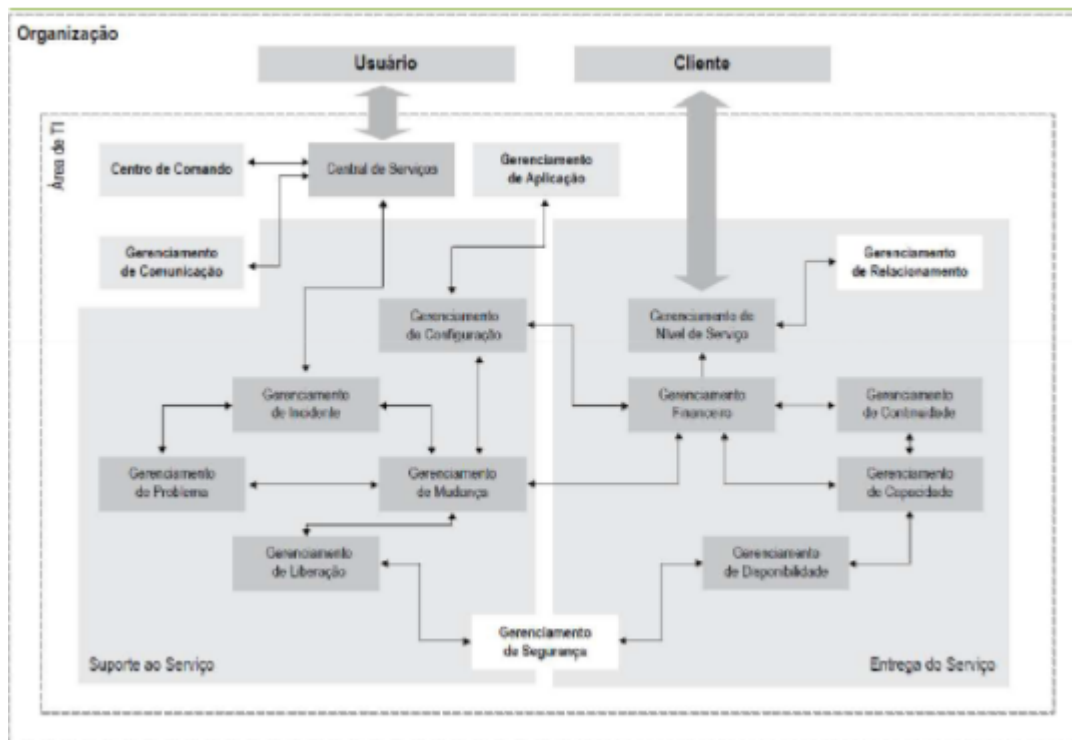 Organização
Usuário
Cliente
Área de TI
Centro de Comando
Central de Serviços
Gerenciamento
de Aplicação
Gerenciamento
de Comunicação
Gerenciamento
de Relacionamento
Gerenciamento
de Configuração
Gerenciamento de
Nível de Serviço
Gerenciamento
de Incidente
Gerenciamento
Financeiro
Gerenciamento
de Continuidade
Gerenciamento
de Problema
Gerenciamento
de Mudança
Gerenciamento
de Capacidade
Gerenciamento
de Liberação
Gerenciamento
de Disponibilidade
Gerenciamento
de Segurança
Suporte ao Serviço
Entrega do Serviço